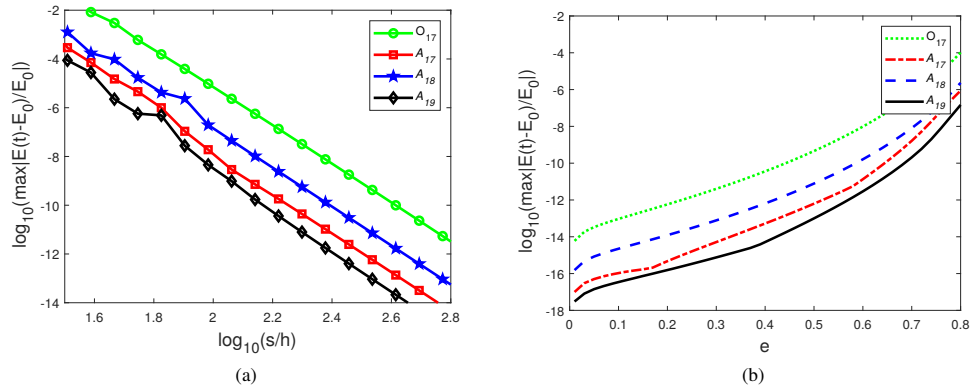 -2
-4
-6
-8
-10
-12
-14
log10(max|E(t)-E0)/E0|)
O17
A17
A18
A19
1.6 1.8 2 2.2 2.4 2.6 2.8
log10(s/h)
(a)
-2
-4
-6
-8
-10
-12
-14
-16
-18
log10(max|E(t)-E0)/E0|)
O17
A17
A18
A19
0 0.1 0.2 0.3 0.4 0.5 0.6 0.7 0.8
e
(b)